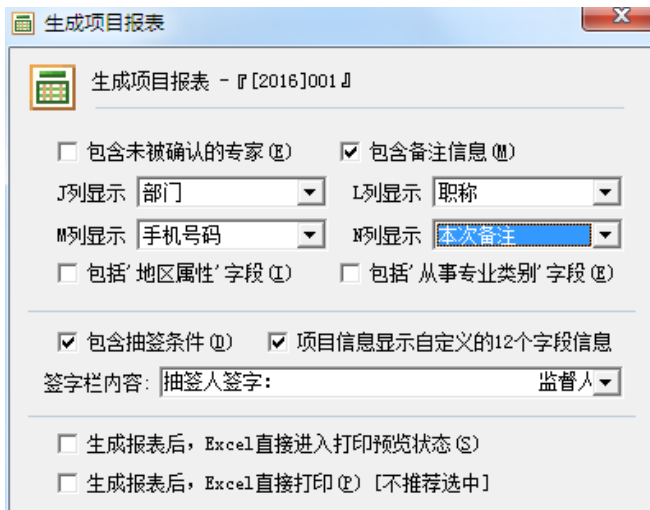 生成项目报表
生成项目报表 - 『[2016]001』
包含未被确认的专家(E) 包含备注信息(M)
J列显示 部门 L列显示 职称
M列显示 手机号码 N列显示 本次备注
包括'地区属性'字段(I) 包括'从事专业类别'字段(E)
包含抽签条件(D) 项目信息显示自定义的12个字段信息
签字栏内容: 抽签人签字: 监督人
生成报表后，Excel直接进入打印预览状态(S)
生成报表后，Excel直接打印(P) [不推荐选中]